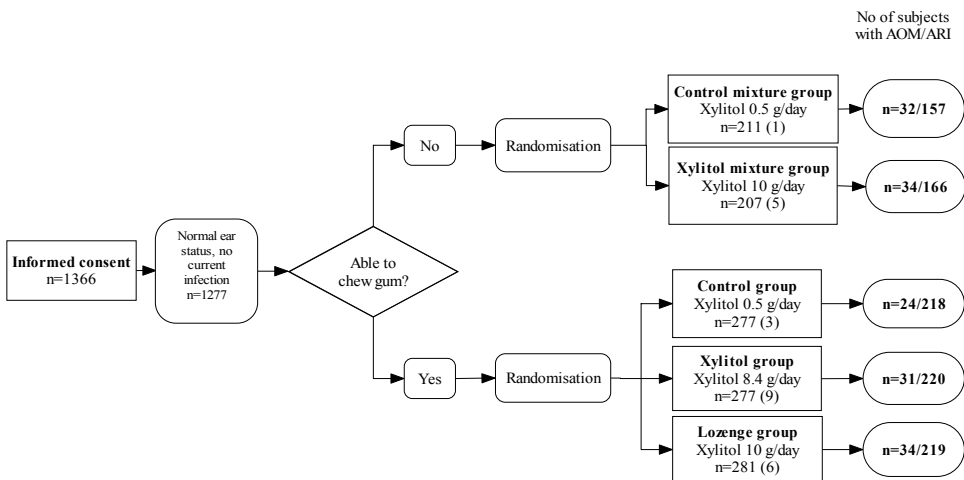 No of subjects
with AOM/ARI
Control mixture group
Xylitol 0.5 g/day
n=211 (1)
n=32/157
No
Randomisation
Xylitol mixture group
Xylitol 10 g/day
n=207 (5)
n=34/166
Informed consent
n=1366
Normal ear
status, no
current
infection
n=1277
Able to
chew gum?
Control group
Xylitol 0.5 g/day
n=277 (3)
n=24/218
Yes
Randomisation
Xylitol group
Xylitol 8.4 g/day
n=277 (9)
n=31/220
Lozenge group
Xylitol 10 g/day
n=281 (6)
n=34/219